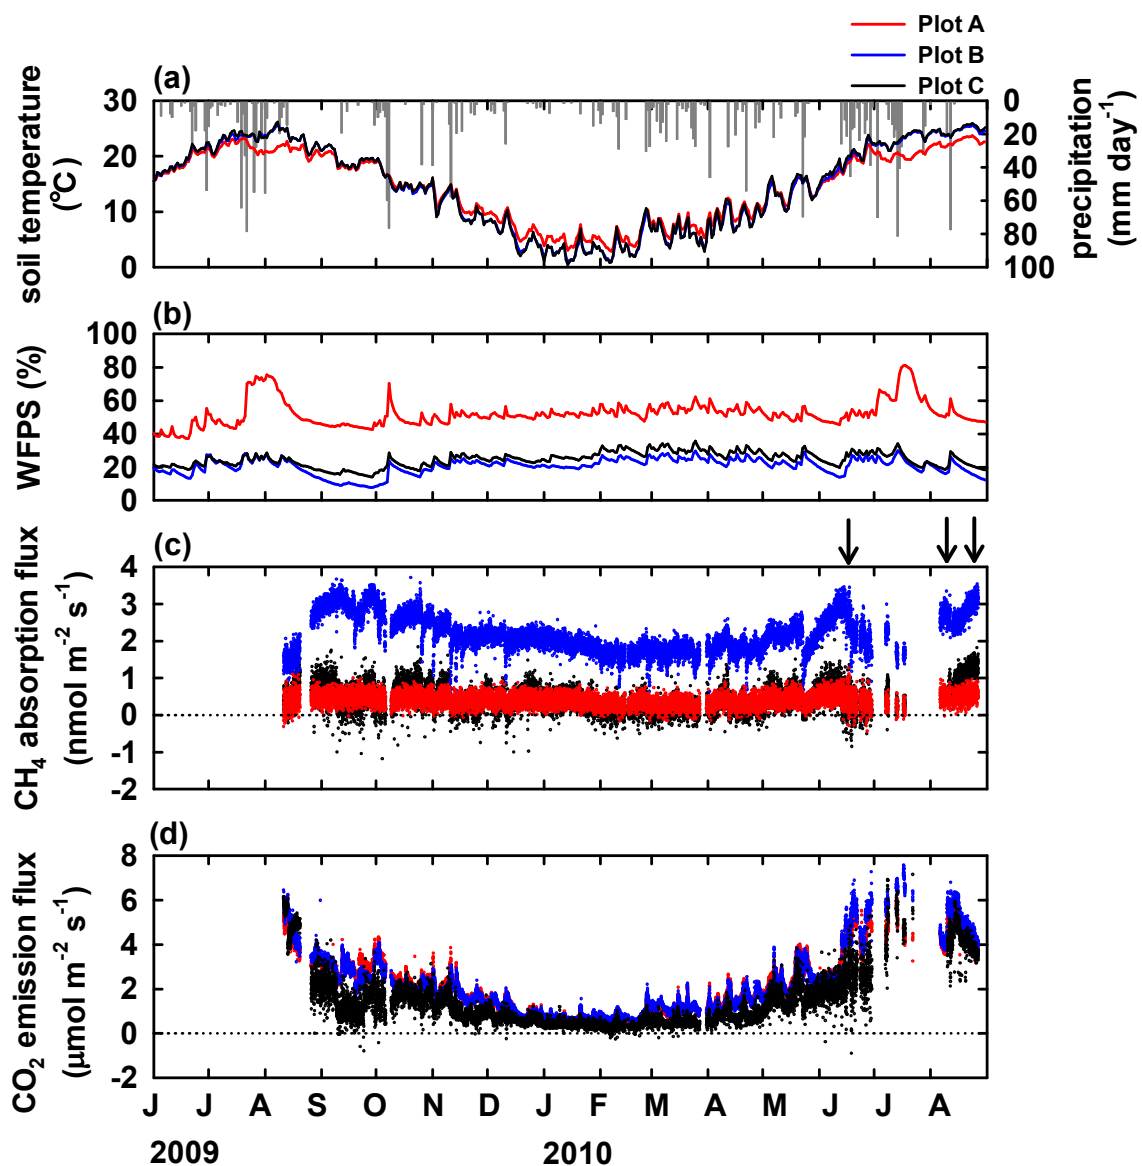 Plot A
Plot B
Plot C
(a)
30
20
10
0
soil temperature
(℃)
0
20
40
60
80
100
precipitation
(mm day⁻¹)
(b)
100
80
60
40
20
0
WFPS (%)
(c)
4
3
2
1
0
-1
-2
CH₄ absorption flux
(nmol m⁻² s⁻¹)
(d)
8
6
4
2
0
-2
CO₂ emission flux
(μmol m⁻² s⁻¹)
J J A S O N D J F M A M J J A
2009 2010